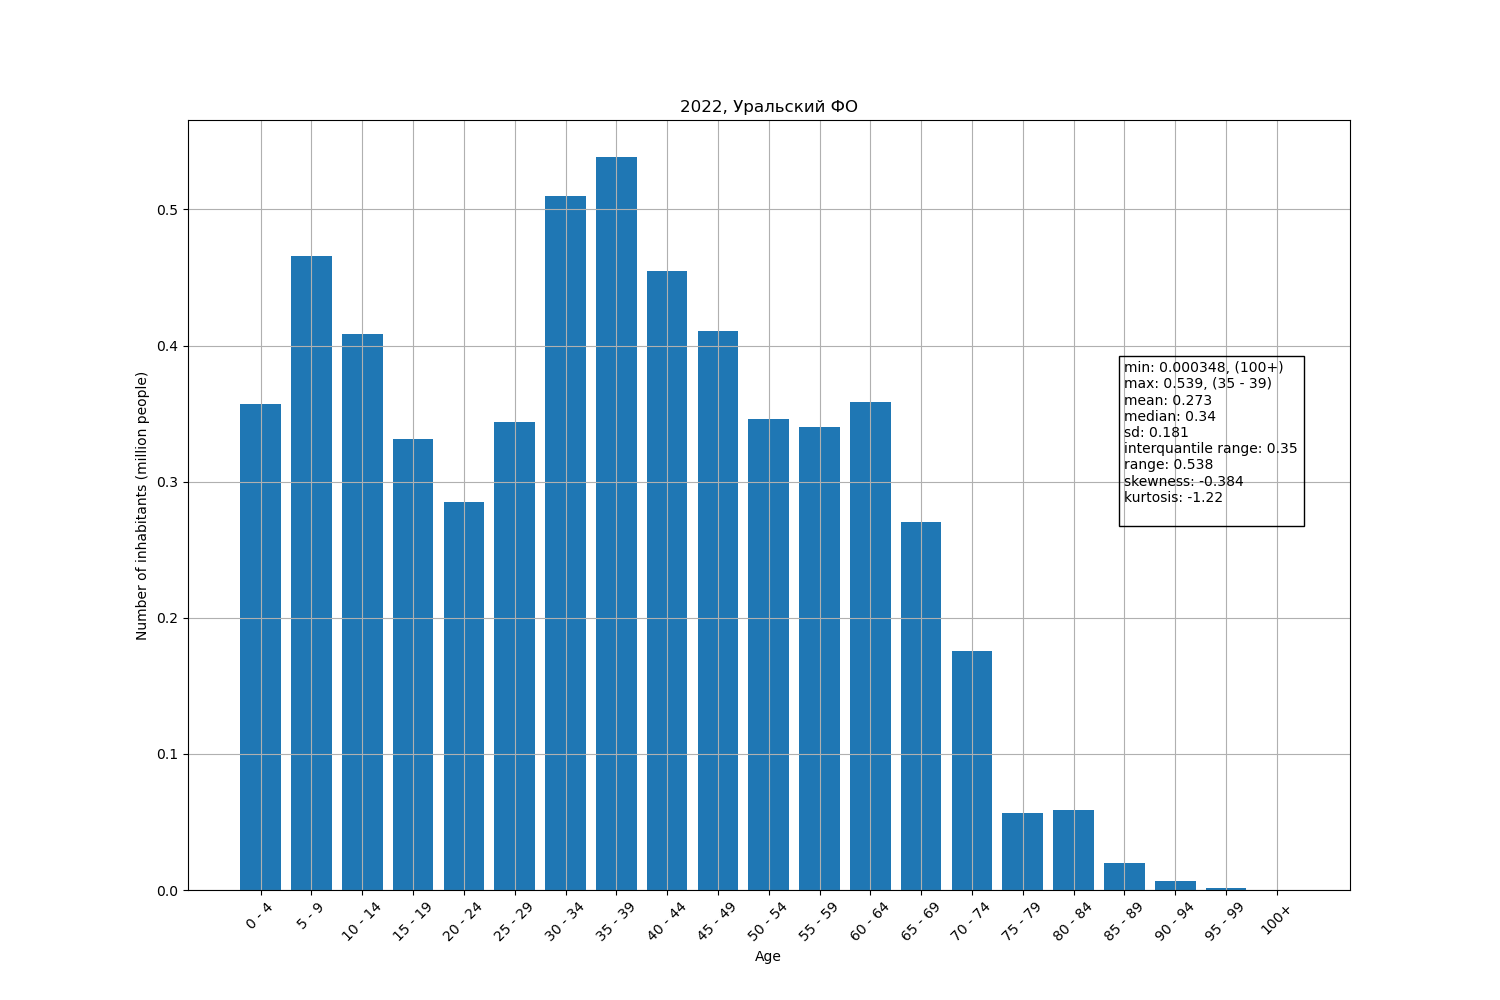 2022, Уральский ФО
Number of inhabitants (million people)
0.5
0.4
0.3
0.2
0.1
0.0
min: 0.000348, (100+)
max: 0.539, (35 - 39)
mean: 0.273
median: 0.34
sd: 0.181
interquantile range: 0.35
range: 0.538
skewness: -0.384
kurtosis: -1.22
0 - 4
5 - 9
10 - 14
15 - 19
20 - 24
25 - 29
30 - 34
35 - 39
40 - 44
45 - 49
50 - 54
55 - 59
60 - 64
65 - 69
70 - 74
75 - 79
80 - 84
85 - 89
90 - 94
95 - 99
100+
Age